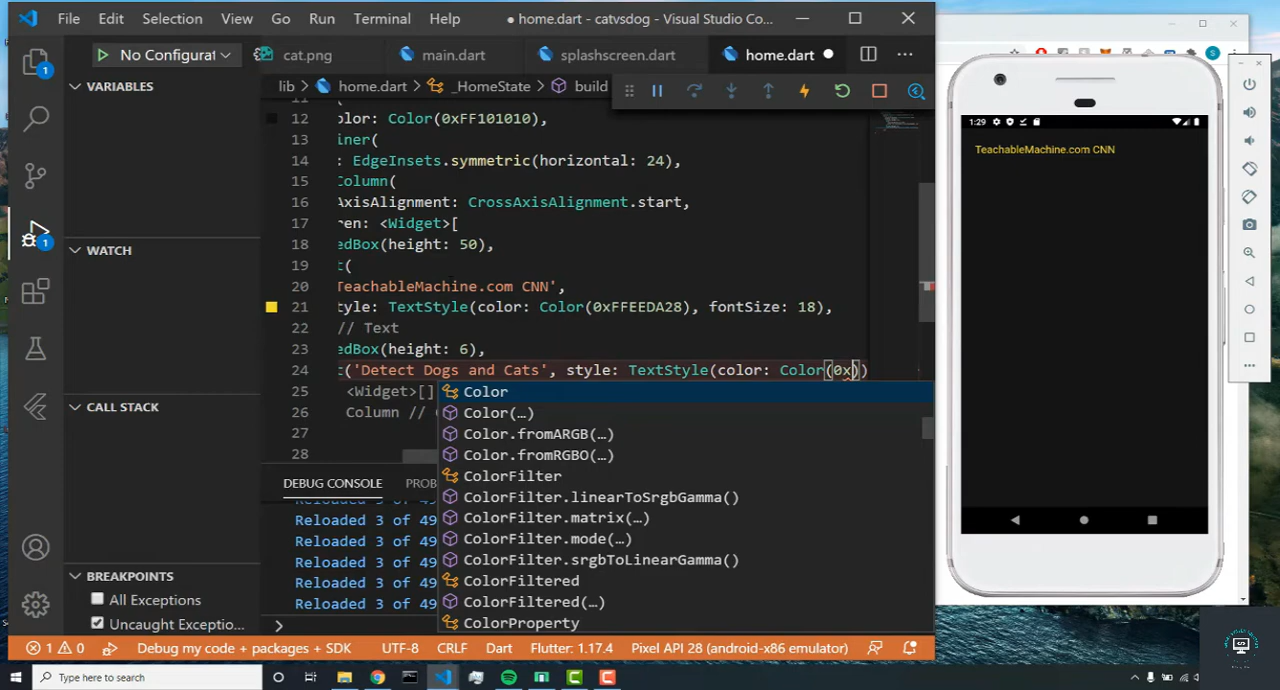 File Edit Selection View Go Run Terminal Help
● home.dart - catvsdog - Visual Studio Co...
No Configurat
cat.png main.dart splashscreen.dart home.dart
lib > home.dart > _HomeState > build
VARIABLES
WATCH
CALL STACK
BREAKPOINTS
All Exceptions
Uncaught Exceptio...
11 (
12 olor: Color(0xFF101010),
13 iner(
14 : EdgeInsets.symmetric(horizontal: 24),
15 Column(
16 AxisAlignment: CrossAxisAlignment.start,
17 ren: <Widget>[
18 edBox(height: 50),
19 t(
20 TeachableMachine.com CNN',
21 tyle: TextStyle(color: Color(0xFFEEDA28), fontSize: 18),
22 // Text
23 edBox(height: 6),
24 t('Detect Dogs and Cats', style: TextStyle(color: Color(0x))
25 <Widget>[]
26 Column //
27
28
Color
Color(…)
Color.fromARGB(…)
Color.fromRGBO(…)
ColorFilter
ColorFilter.linearToSrgbGamma()
ColorFilter.matrix(…)
ColorFilter.mode(…)
ColorFilter.srgbToLinearGamma()
ColorFiltered
ColorFiltered(…)
ColorProperty
DEBUG CONSOLE PROB
Reloaded 3 of 49
Reloaded 3 of 49
Reloaded 3 of 49
Reloaded 3 of 49
Reloaded 3 of 49
1 0 Debug my code + packages + SDK UTF-8 CRLF Dart Flutter: 1.17.4 Pixel API 28 (android-x86 emulator)
1:29
TeachableMachine.com CNN
Type here to search